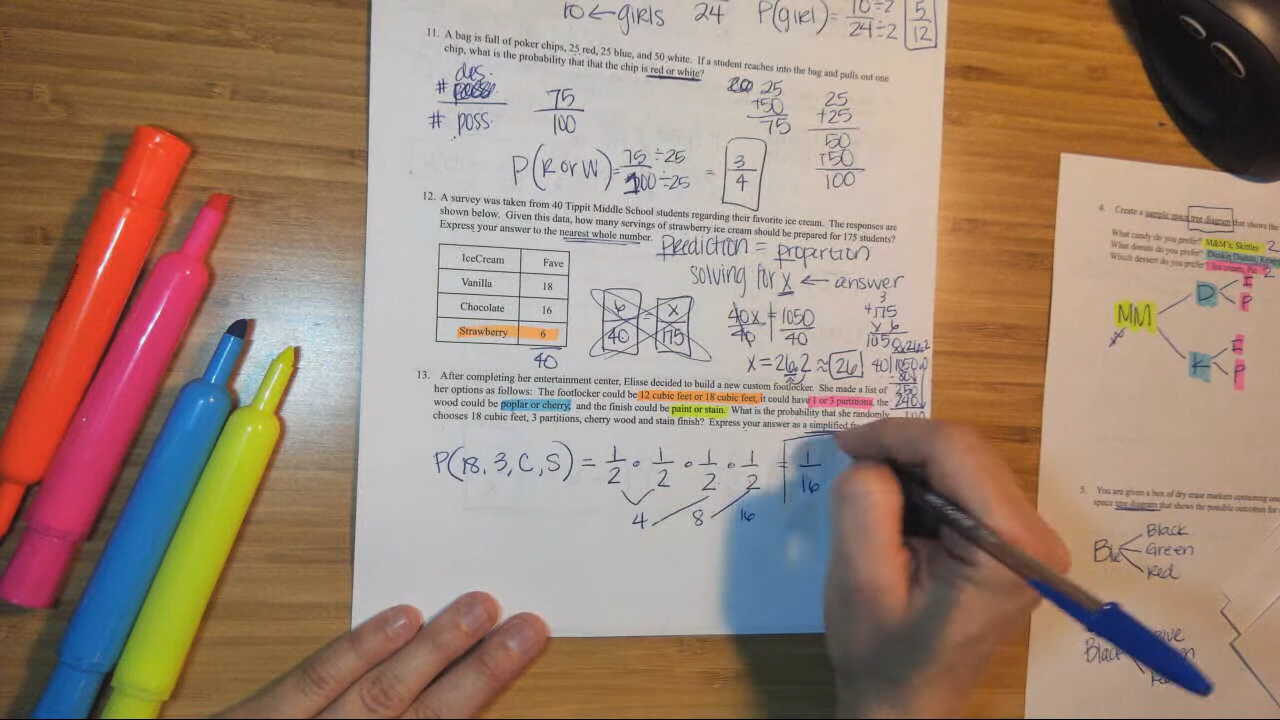 10 ← girls 24 P(girl) = 10÷2 / 24÷2 5/12
11. A bag is full of poker chips, 25 red, 25 blue, and 50 white. If a student reaches into the bag and pulls out one
chip, what is the probability that that the chip is red or white?
des.
#
# poss.
75
100
25
+50
75
25
+25
50
+50
100
P(R or W) = 75÷25 / 100÷25 = 3/4
12. A survey was taken from 40 Tippit Middle School students regarding their favorite ice cream. The responses are
shown below. Given this data, how many servings of strawberry ice cream should be prepared for 175 students?
Express your answer to the nearest whole number.
prediction = proportion
solving for x ← answer
IceCream Fave
Vanilla 18
Chocolate 16
Strawberry 6
40
6/40 = x/175
40x/40 = 1050/40
x = 26.2 ≈ 26
3
175
x 6
1050
13. After completing her entertainment center, Elisse decided to build a new custom footlocker. She made a list of
her options as follows: The footlocker could be 12 cubic feet or 18 cubic feet, it could have 1 or 3 partitions, the
wood could be poplar or cherry, and the finish could be paint or stain. What is the probability that she randomly
chooses 18 cubic feet, 3 partitions, cherry wood and stain finish? Express your answer as a simplified
P(18, 3, C, S) = 1/2 • 1/2 • 1/2 • 1/2 = 1/16
4 8 16
4. Create a sample space tree diagram that shows the
What candy do you prefer? M&M's, Skittles 2
What donuts do you prefer? Dunkin Donuts,
Which dessert do you prefer? Ice cream, Pie 2
MM
D
I
P
K
I
P
5. You are given a box of dry erase markers containing
space tree diagram that shows the possible outcomes for
Black
Green
Red
Black